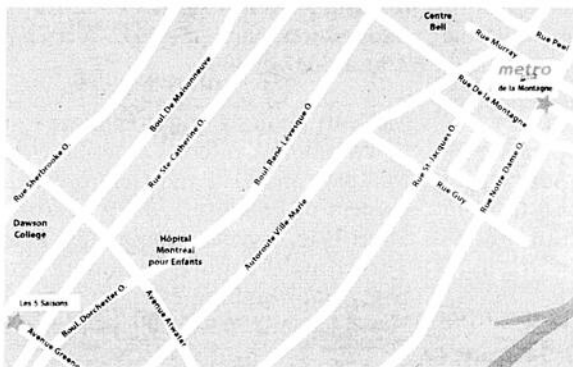 Centre
Bell
Rue Peel
Rue Murray
metro
de la Montagne
Rue De la Montagne
Boul. De Maisonneuve
Rue Ste-Catherine O.
Boul René-Lévesque O
Rue St Jacques O.
Rue Notre-Dame O.
Rue Guy
Rue Sherbrooke O.
Autoroute Ville Marie
Dawson
College
Hôpital
Montréal
pour Enfants
Les 5 Saisons
Boul. Dorchester O.
Avenue Atwater
Avenue Greene